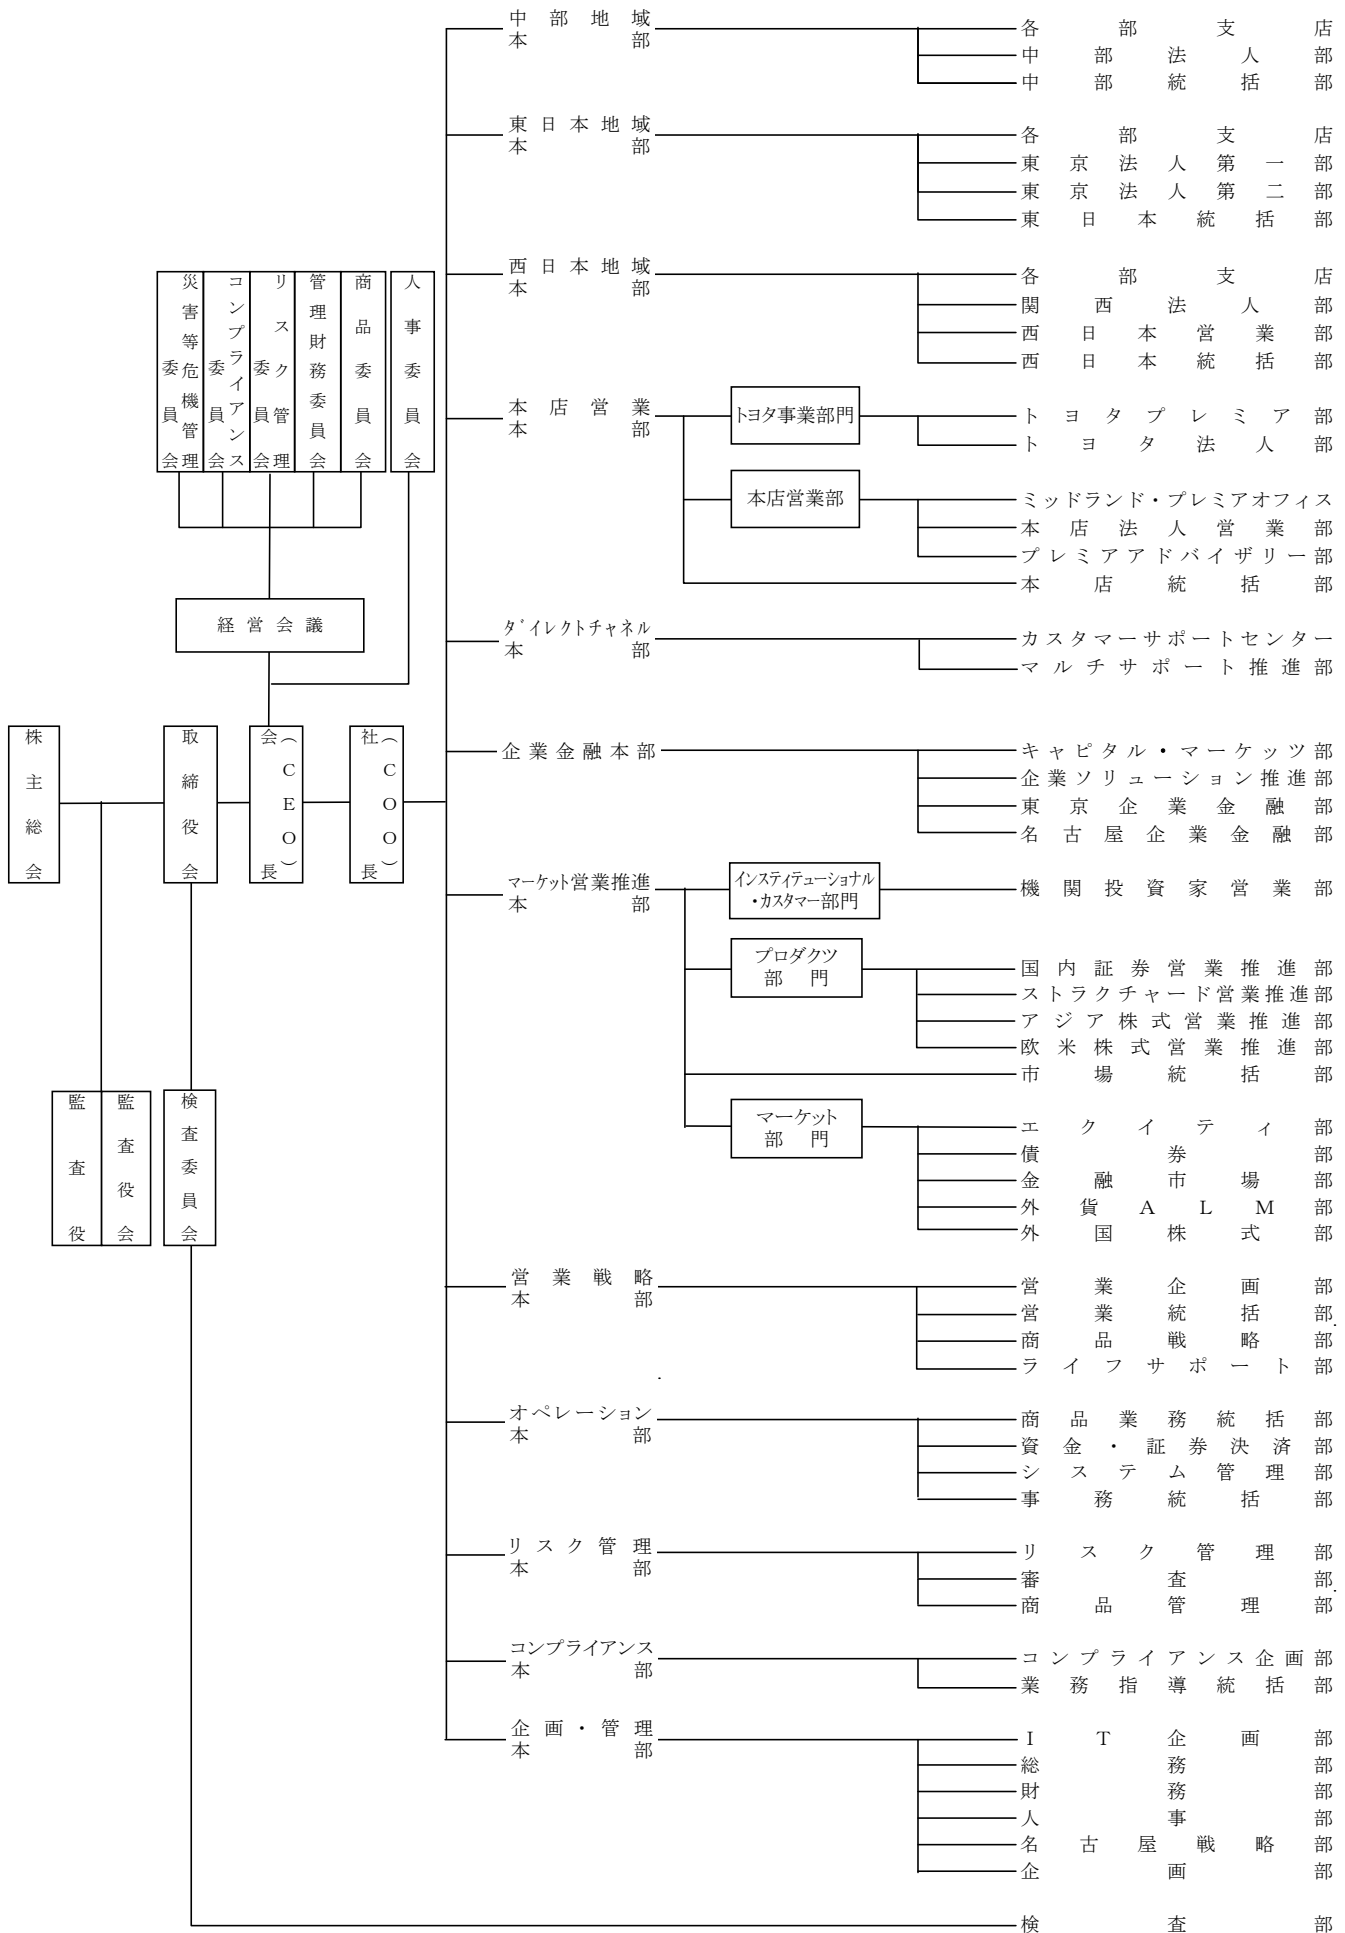 中部地域
本部
各部支店
中部法人部
中部統括部
東日本地域
本部
各部支店
東京法人第一部
東京法人第二部
東日本統括部
西日本地域
本部
各部支店
関西法人部
西日本営業部
西日本統括部
災害等危機管理
委員会
コンプライアンス
委員会
リスク管理
委員会
管理財務委員会
商品委員会
人事委員会
本店営業
本部
トヨタ事業部門
トヨタプレミア部
トヨタ法人部
本店営業部
ミッドランド・プレミアオフィス
本店法人営業部
プレミアアドバイザリー部
本店統括部
経営会議
ダイレクトチャネル
本部
カスタマーサポートセンター
マルチサポート推進部
株主総会
取締役会
会長
(CEO)
社長
(COO)
企業金融本部
キャピタル・マーケッツ部
企業ソリューション推進部
東京企業金融部
名古屋企業金融部
マーケット営業推進
本部
インスティテューショナル
・カスタマー部門
機関投資家営業部
プロダクツ
部門
国内証券営業推進部
ストラクチャード営業推進部
アジア株式営業推進部
欧米株式営業推進部
市場統括部
監査役
監査役会
検査委員会
マーケット
部門
エクイティ部
債券部
金融市場部
外貨ALM部
外国株式部
営業戦略
本部
営業企画部
営業統括部
商品戦略部
ライフサポート部
オペレーション
本部
商品業務統括部
資金・証券決済部
システム管理部
事務統括部
リスク管理
本部
リスク管理部
審査部
商品管理部
コンプライアンス
本部
コンプライアンス企画部
業務指導統括部
企画・管理
本部
IT企画部
総務部
財務部
人事部
名古屋戦略部
企画部
検査部